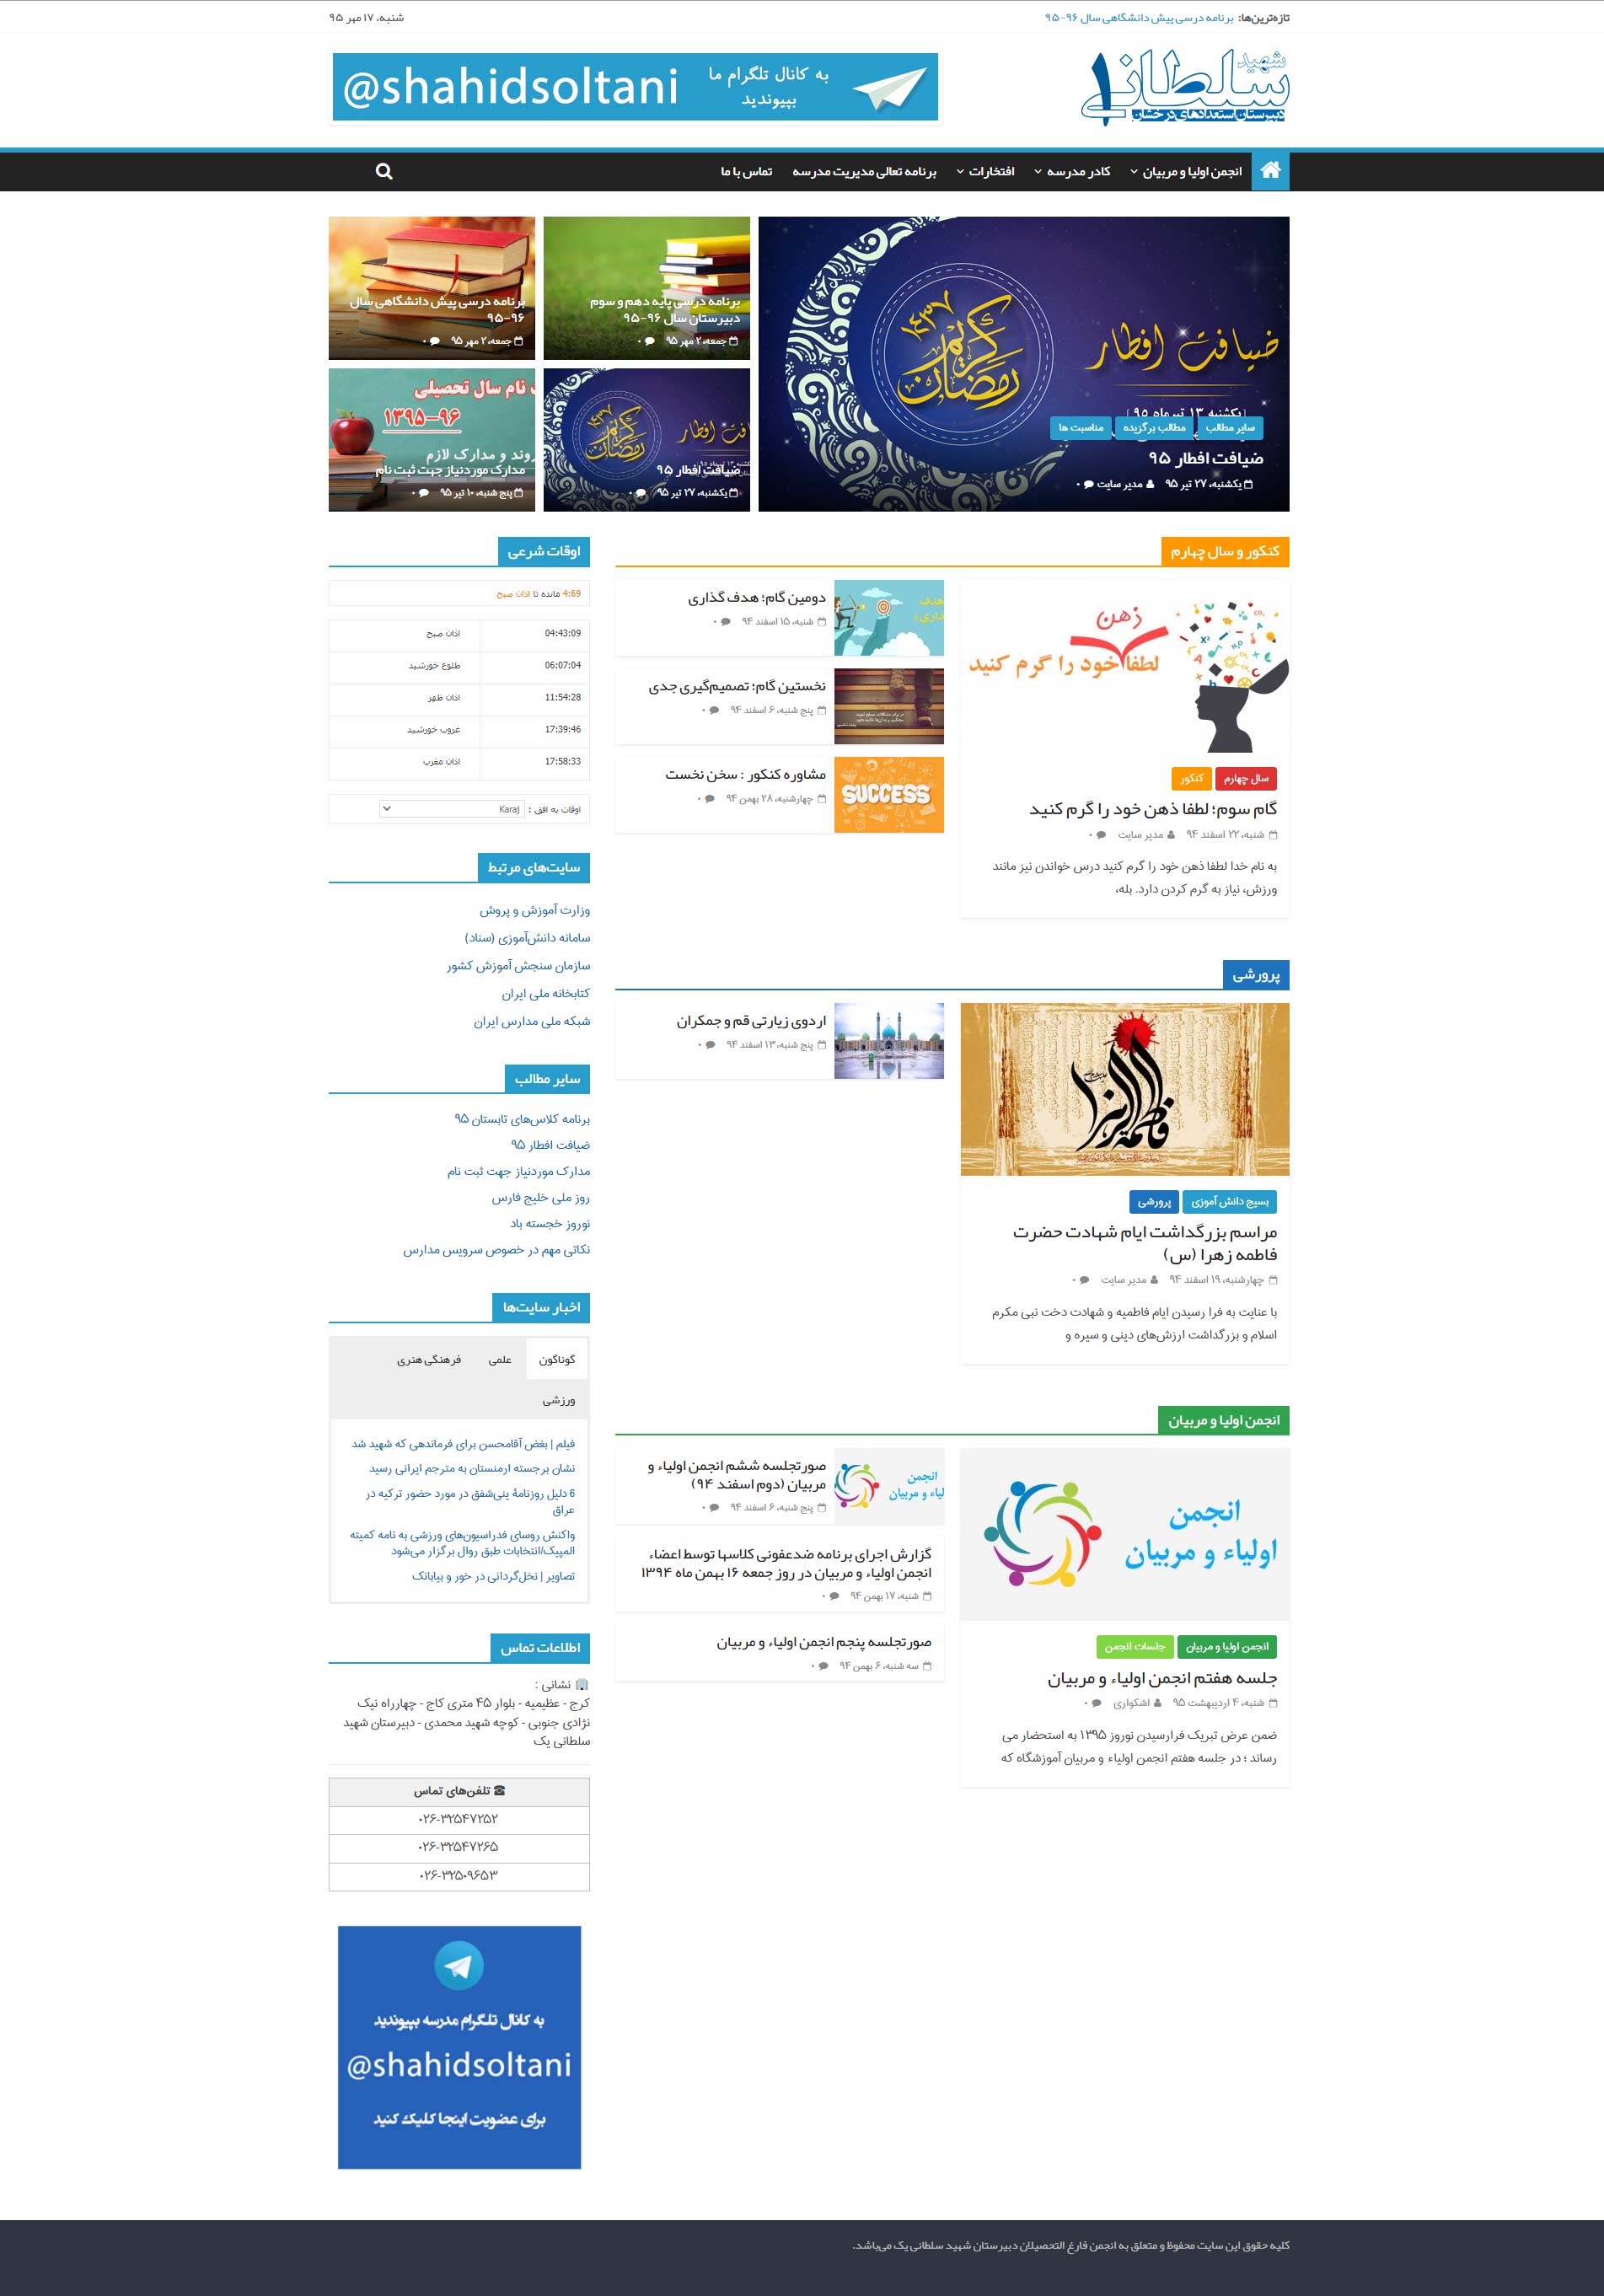 تازه‌ترین‌ها: برنامه درسی پیش دانشگاهی سال ۹۶-۹۵
شنبه، ۱۷ مهر ۹۵
شهید
سلطانی ۱
دبیرستان استعدادهای درخشان
به کانال تلگرام ما
بپیوندید
@shahidsoltani
انجمن اولیا و مربیان
کادر مدرسه
افتخارات
برنامه تعالی مدیریت مدرسه
تماس با ما
ضیافت افطار
رمضان کریم
۱۴۳۷
[یکشنبه ۱۳ تیر ماه ۹۵]
سایر مطالب
مطالب برگزیده
مناسبت ها
ضیافت افطار ۹۵
یکشنبه، ۲۷ تیر ۹۵ مدیر سایت ۰
برنامه درسی پایه دهم و سوم
دبیرستان سال ۹۶-۹۵
جمعه، ۲ مهر ۹۵ ۰
برنامه درسی پیش دانشگاهی سال
۹۶-۹۵
جمعه، ۲ مهر ۹۵ ۰
ضیافت افطار ۹۵
یکشنبه، ۲۷ تیر ۹۵ ۰
نام سال تحصیلی
۱۳۹۵-۹۶
روند و مدارک لازم
مدارک موردنیاز جهت ثبت نام
پنج شنبه، ۱۰ تیر ۹۵ ۰
کنکور و سال چهارم
ذهن
لطفا خود را گرم کنید
سال چهارم
کنکور
گام سوم؛ لطفا ذهن خود را گرم کنید
شنبه، ۲۲ اسفند ۹۴ مدیر سایت ۰
به نام خدا لطفا ذهن خود را گرم کنید درس خواندن نیز مانند
ورزش، نیاز به گرم کردن دارد. بله،
دومین گام؛ هدف گذاری
شنبه، ۱۵ اسفند ۹۴ ۰
نخستین گام؛ تصمیم‌گیری جدی
پنج شنبه، ۶ اسفند ۹۴ ۰
SUCCESS
مشاوره کنکور : سخن نخست
چهارشنبه، ۲۸ بهمن ۹۴ ۰
پرورشی
فاطمة الزهرا
بسیج دانش آموزی
پرورشی
مراسم بزرگداشت ایام شهادت حضرت
فاطمه زهرا (س)
چهارشنبه، ۱۹ اسفند ۹۴ مدیر سایت ۰
با عنایت به فرا رسیدن ایام فاطمیه و شهادت دخت نبی مکرم
اسلام و بزرگداشت ارزش‌های دینی و سیره و
اردوی زیارتی قم و جمکران
پنج شنبه، ۱۳ اسفند ۹۴ ۰
انجمن اولیا و مربیان
انجمن
اولیاء و مربیان
انجمن اولیا و مربیان
جلسات انجمن
جلسه هفتم انجمن اولیاء و مربیان
شنبه، ۴ اردیبهشت ۹۵ اشکواری ۰
ضمن عرض تبریک فرارسیدن نوروز ۱۳۹۵ به استحضار می
رساند ؛ در جلسه هفتم انجمن اولیاء و مربیان آموزشگاه که
انجمن
اولیاء و مربیان
صورتجلسه ششم انجمن اولیاء و
مربیان (دوم اسفند ۹۴)
پنج شنبه، ۶ اسفند ۹۴ ۰
گزارش اجرای برنامه ضدعفونی کلاسها توسط اعضاء
انجمن اولیاء و مربیان در روز جمعه ۱۶ بهمن ماه ۱۳۹۴
شنبه، ۱۷ بهمن ۹۴ ۰
صورتجلسه پنجم انجمن اولیاء و مربیان
سه شنبه، ۶ بهمن ۹۴ ۰
اوقات شرعی
4:69 مانده تا اذان صبح
04:43:09 اذان صبح
06:07:04 طلوع خورشید
11:54:28 اذان ظهر
17:39:46 غروب خورشید
17:58:33 اذان مغرب
اوقات به افق : Karaj
سایت‌های مرتبط
وزارت آموزش و پروش
سامانه دانش‌آموزی (سناد)
سازمان سنجش آموزش کشور
کتابخانه ملی ایران
شبکه ملی مدارس ایران
سایر مطالب
برنامه کلاس‌های تابستان ۹۵
ضیافت افطار ۹۵
مدارک موردنیاز جهت ثبت نام
روز ملی خلیج فارس
نوروز خجسته باد
نکاتی مهم در خصوص سرویس مدارس
اخبار سایت‌ها
گوناگون
علمی
فرهنگی هنری
ورزشی
فیلم | بغض آقامحسن برای فرماندهی که شهید شد
نشان برجسته ارمنستان به مترجم ایرانی رسید
6 دلیل روزنامهٔ ینی‌شفق در مورد حضور ترکیه در
عراق
واکنش روسای فدراسیون‌های ورزشی به نامه کمیته
المپیک/انتخابات طبق روال برگزار می‌شود
تصاویر | نخل‌گردانی در خور و بیابانک
اطلاعات تماس
نشانی :
کرج - عظیمیه - بلوار ۴۵ متری کاج - چهارراه نیک
نژادی جنوبی - کوچه شهید محمدی - دبیرستان شهید
سلطانی یک
تلفن‌های تماس
۰۲۶-۳۲۵۴۷۲۵۲
۰۲۶-۳۲۵۴۷۲۶۵
۰۲۶-۳۲۵۰۹۶۵۳
به کانال تلگرام مدرسه بپیوندید
@shahidsoltani
برای عضویت اینجا کلیک کنید
کلیه حقوق این سایت محفوظ و متعلق به انجمن فارغ التحصیلان دبیرستان شهید سلطانی یک می‌باشد.